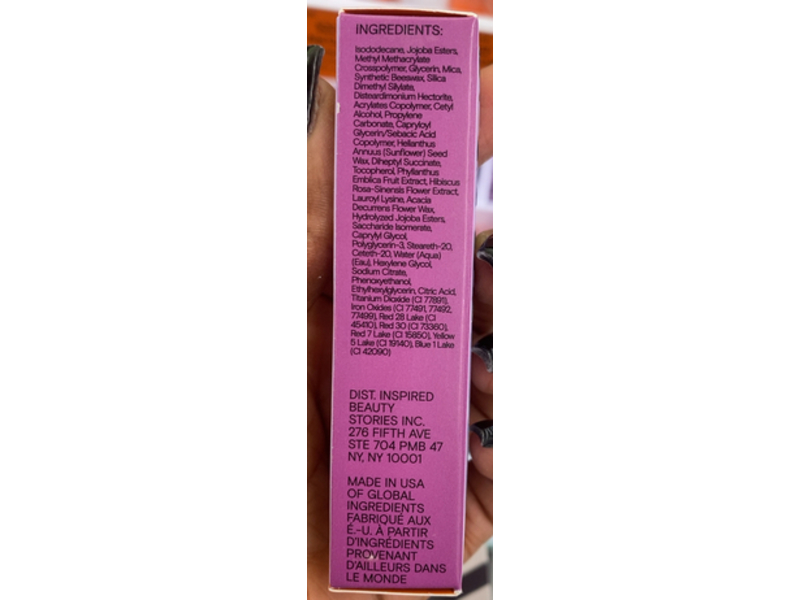 INGREDIENTS:
Isododecane, Jojoba Esters,
Methyl Methacrylate
Crosspolymer, Glycerin, Mica,
Synthetic Beeswax, Silica
Dimethyl Silylate,
Disteardimonium Hectorite,
Acrylates Copolymer, Cetyl
Alcohol, Propylene
Carbonate, Capryloyl
Glycerin/Sebacic Acid
Copolymer, Helianthus
Annuus (Sunflower) Seed
Wax, Diheptyl Succinate,
Tocopherol, Phyllanthus
Emblica Fruit Extract, Hibiscus
Rosa-Sinensis Flower Extract,
Lauroyl Lysine, Acacia
Decurrens Flower Wax,
Hydrolyzed Jojoba Esters,
Saccharide Isomerate,
Caprylyl Glycol,
Polyglycerin-3, Steareth-20,
Ceteth-20, Water (Aqua)
(Eau), Hexylene Glycol,
Sodium Citrate,
Phenoxyethanol,
Ethylhexylglycerin, Citric Acid,
Titanium Dioxide (CI 77891),
Iron Oxides (CI 77491, 77492,
77499), Red 28 Lake (CI
45410), Red 30 (CI 73360),
Red 7 Lake (CI 15850), Yellow
5 Lake (CI 19140), Blue 1 Lake
(CI 42090)
DIST. INSPIRED
BEAUTY
STORIES INC.
276 FIFTH AVE
STE 704 PMB 47
NY, NY 10001
MADE IN USA
OF GLOBAL
INGREDIENTS
FABRIQUÉ AUX
É.-U. À PARTIR
D'INGRÉDIENTS
PROVENANT
D'AILLEURS DANS
LE MONDE